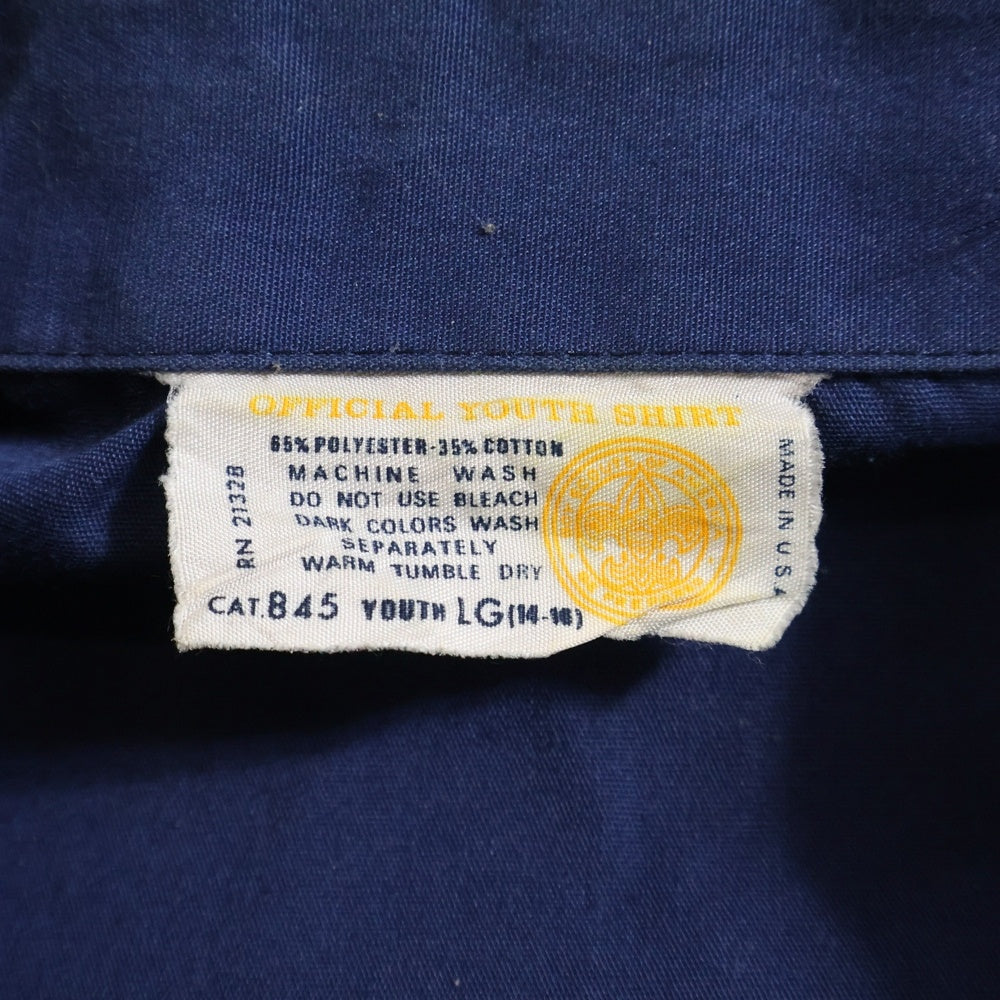 OFFICIAL YOUTH SHIRT
65% POLYESTER-35% COTTON
MACHINE WASH
DO NOT USE BLEACH
DARK COLORS WASH
SEPARATELY
WARM TUMBLE DRY
CAT. 845 YOUTH LG (14-16)
RN 21328
MADE IN U.S.A